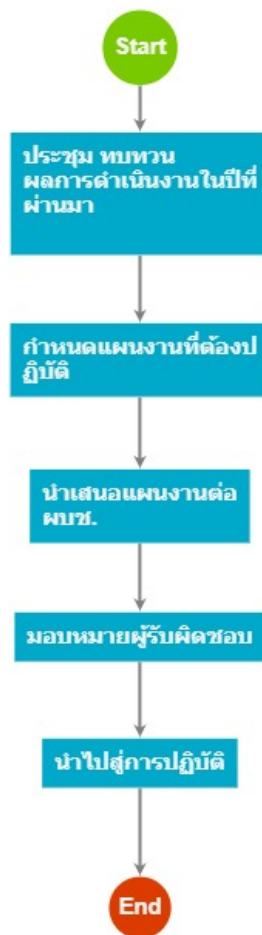 Start
ประชุม ทบทวน
ผลการดำเนินงานในปีที่
ผ่านมา
กำหนดแผนงานที่ต้องป
ฏิบัติ
นำเสนอแผนงานต่อ
ผบช.
มอบหมายผู้รับผิดชอบ
นำไปสู่การปฏิบัติ
End